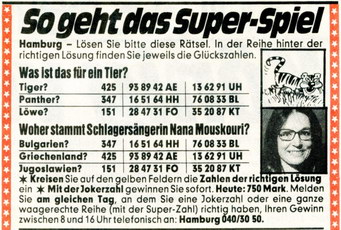 So geht das Super-Spiel
Hamburg – Lösen Sie bitte diese Rätsel. In der Reihe hinter der
richtigen Lösung finden Sie jeweils die Glückszahlen.
Was ist das für ein Tier?
Tiger? 425 93 89 42 AE 13 62 91 UH
Panther? 347 16 51 64 HH 76 08 33 BL
Löwe? 151 28 47 31 FO 35 20 87 KT
Woher stammt Schlagersängerin Nana Mouskouri?
Bulgarien? 347 16 51 64 HH 76 08 33 BL
Griechenland? 425 93 89 42 AE 13 62 91 UH
Jugoslawien? 151 28 47 31 FO 35 20 87 KT
✶ Kreisen Sie auf den gelben Feldern die Zahlen der richtigen Lösung
ein ✶ Mit der Jokerzahl gewinnen Sie sofort. Heute: 750 Mark. Melden
Sie am gleichen Tag, an dem Sie eine Jokerzahl oder eine ganze
waagerechte Reihe (mit der Super-Zahl) richtig haben, Ihren Gewinn
zwischen 8 und 16 Uhr telefonisch an: Hamburg 040/30 50.